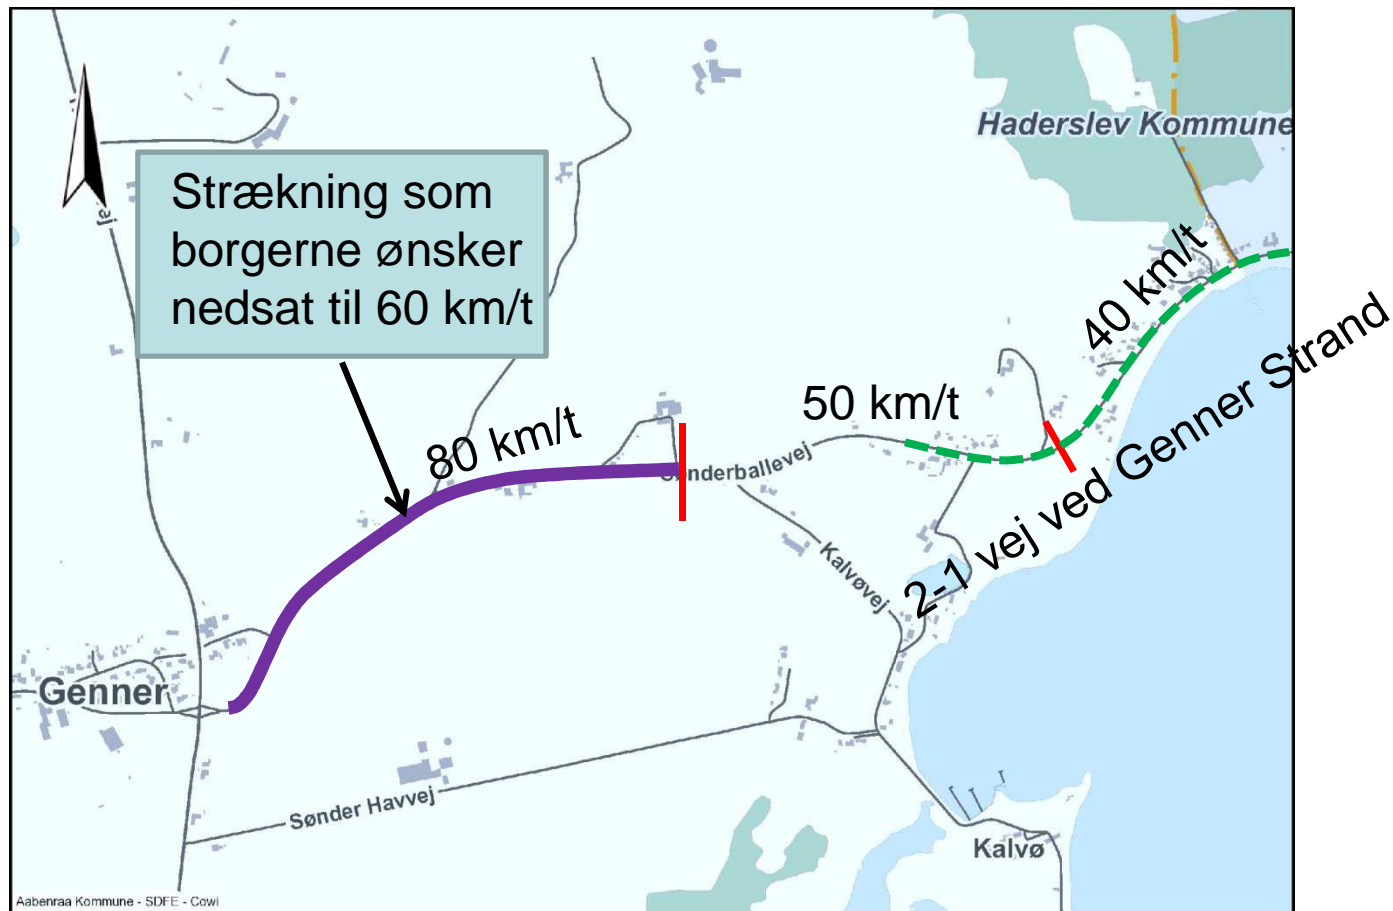 Haderslev Kommune
Strækning som
borgerne ønsker
nedsat til 60 km/t
40 km/t
50 km/t
80 km/t
Sønderballevej
2-1 vej ved Genner Strand
Kalvøvej
Genner
Sønder Havvej
Kalvø
Aabenraa Kommune - SDFE - Cowi